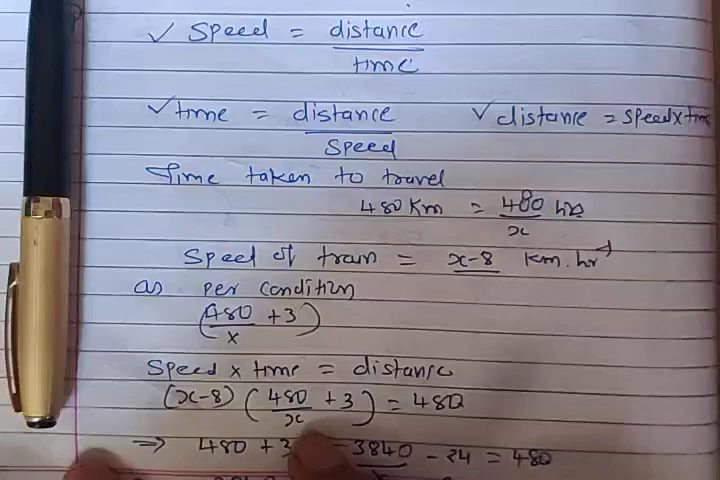 ✓ Speed = distance / time
✓ time = distance / Speed ✓ distance = speed x time
Time taken to travel
480 Km = 480 / x hrs
Speed of train = x-8 Km. hr
as per condition
(480 / x + 3)
Speed x time = distance
(x-8) (480 / x + 3) = 480
⇒ 480 + 3 - 3840 - 24 = 480